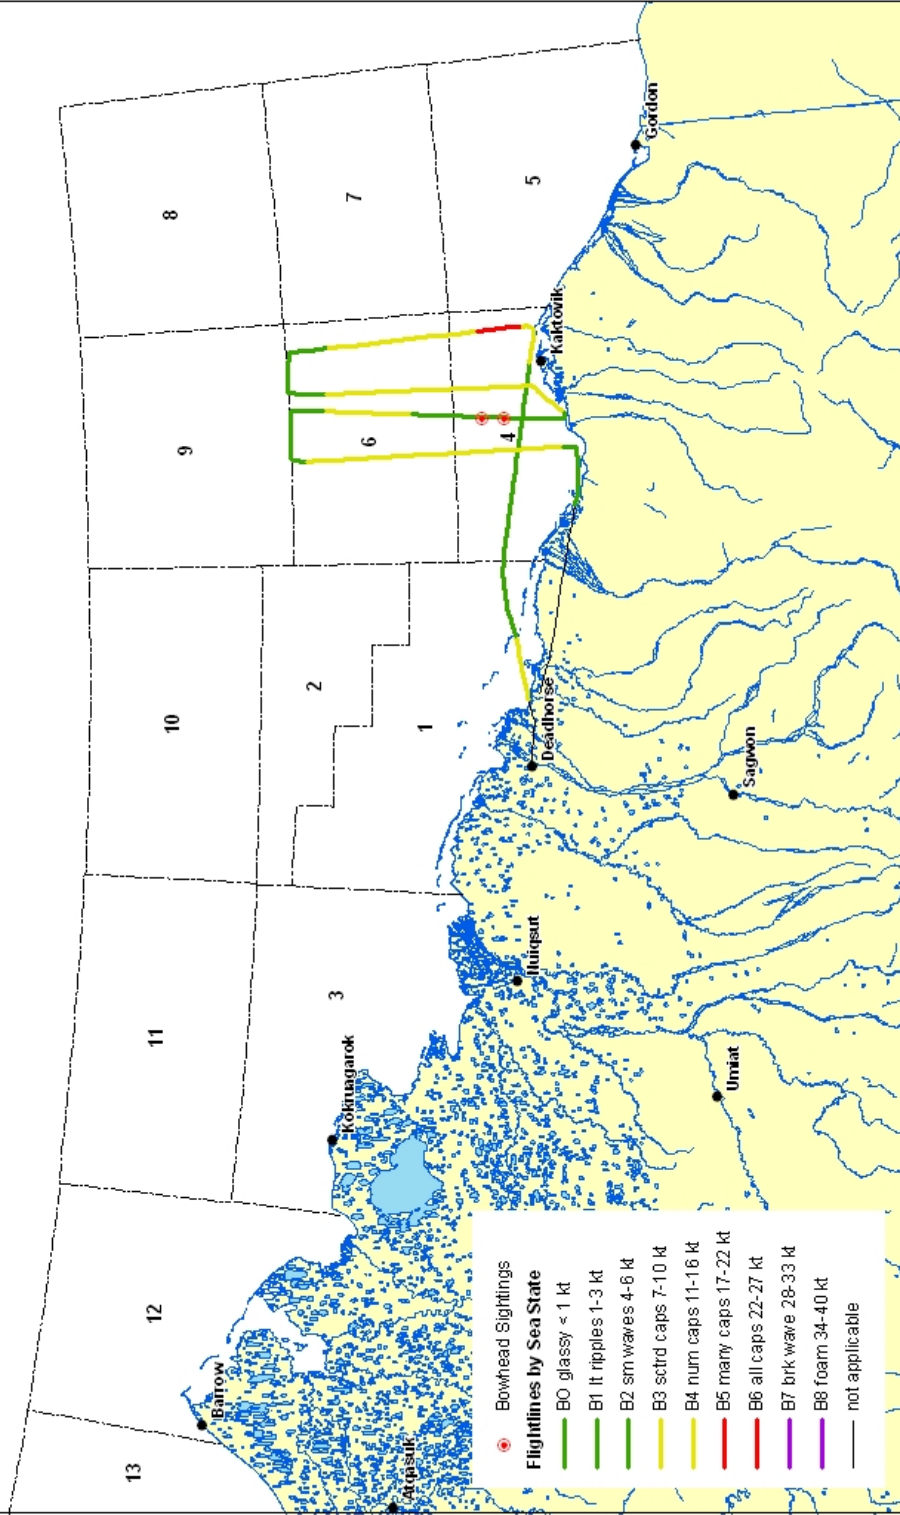 13
12
11
10
9
8
7
6
5
4
3
2
1
Barrow
Atqasuk
Kokruagarok
Nuiqsut
Umiat
Deadhorse
Sagwon
Kaktovik
Gordon
Bowhead Sightings
Flightlines by Sea State
B0 glassy < 1 kt
B1 lt ripples 1-3 kt
B2 sm waves 4-6 kt
B3 sctrd caps 7-10 kt
B4 num caps 11-16 kt
B5 many caps 17-22 kt
B6 all caps 22-27 kt
B7 brk wave 28-33 kt
B8 foam 34-40 kt
not applicable